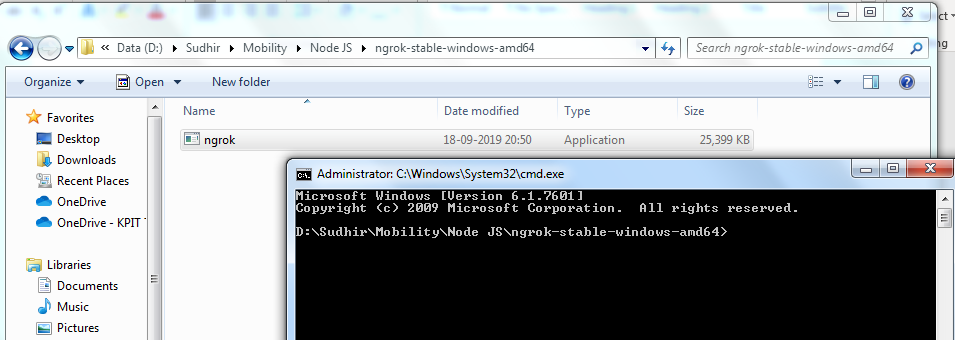 Data (D:) Sudhir Mobility Node JS ngrok-stable-windows-amd64
Search ngrok-stable-windows-amd64
Organize Open New folder
Favorites
Desktop
Downloads
Recent Places
OneDrive
OneDrive - KPIT
Libraries
Documents
Music
Pictures
Name Date modified Type Size
ngrok 18-09-2019 20:50 Application 25,399 KB
Administrator: C:\Windows\System32\cmd.exe
Microsoft Windows [Version 6.1.7601]
Copyright (c) 2009 Microsoft Corporation.  All rights reserved.
D:\Sudhir\Mobility\Node JS\ngrok-stable-windows-amd64>